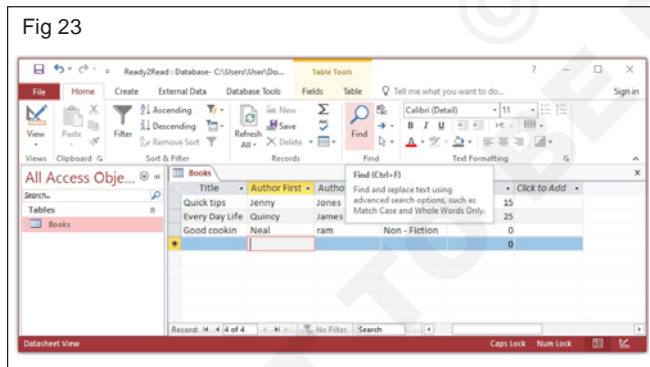 Fig 23
Ready2Read : Database- C:\Users\User\Do...
Table Tools
File Home Create External Data Database Tools Fields Table Tell me what you want to do... Sign in
View Paste Filter Ascending Descending Remove Sort Refresh All New Save Delete Find Calibri (Detail) 11
B I U
Views Clipboard Sort & Filter Records Find Text Formatting
All Access Obje...
Search..
Tables
Books
Books
Title Author First Autho Click to Add
Quick tips Jenny Jones 15
Every Day Life Quincy James 25
Good cookin Neal ram Non - Fiction 0
0
Find (Ctrl+F)
Find and replace text using
advanced search options, such as
Match Case and Whole Words Only.
Record: 4 of 4 No Filter Search
Datasheet View Caps Lock Num Lock